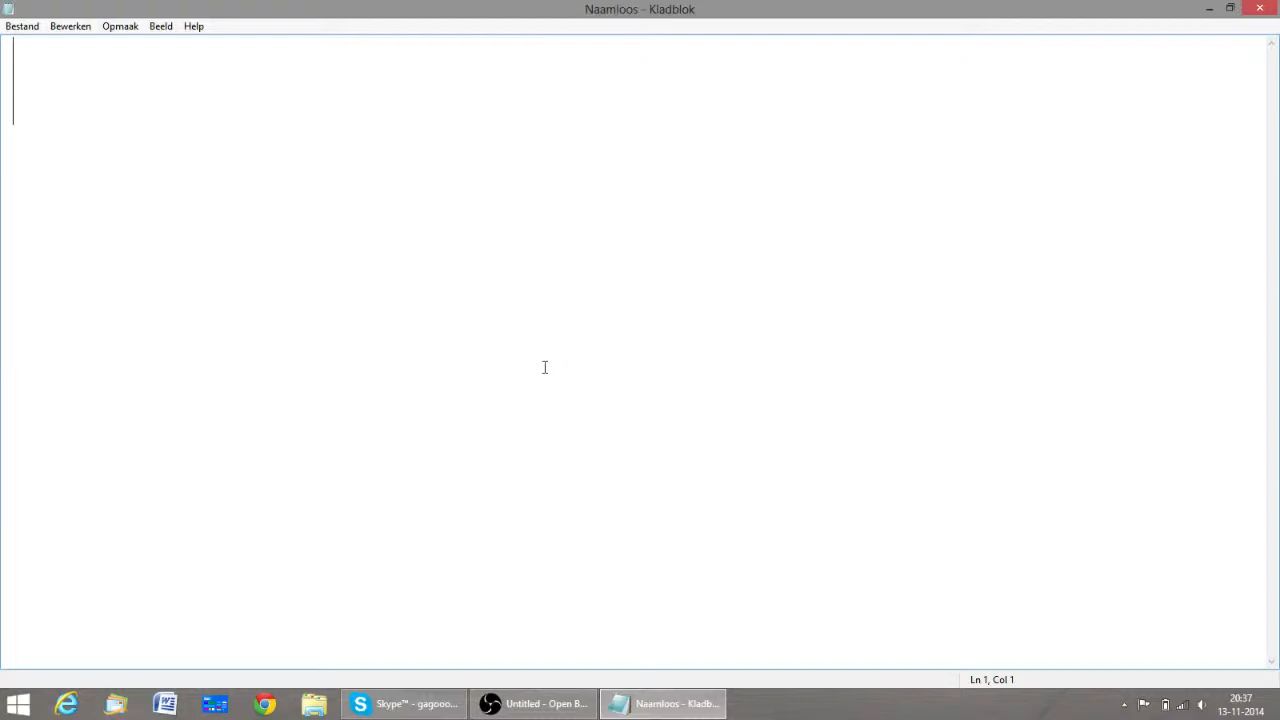 Naamloos - Kladblok
Bestand Bewerken Opmaak Beeld Help
Ln 1, Col 1
Skype™ - gagooo... Untitled - Open B... Naamloos - Kladb... 20:37
13-11-2014